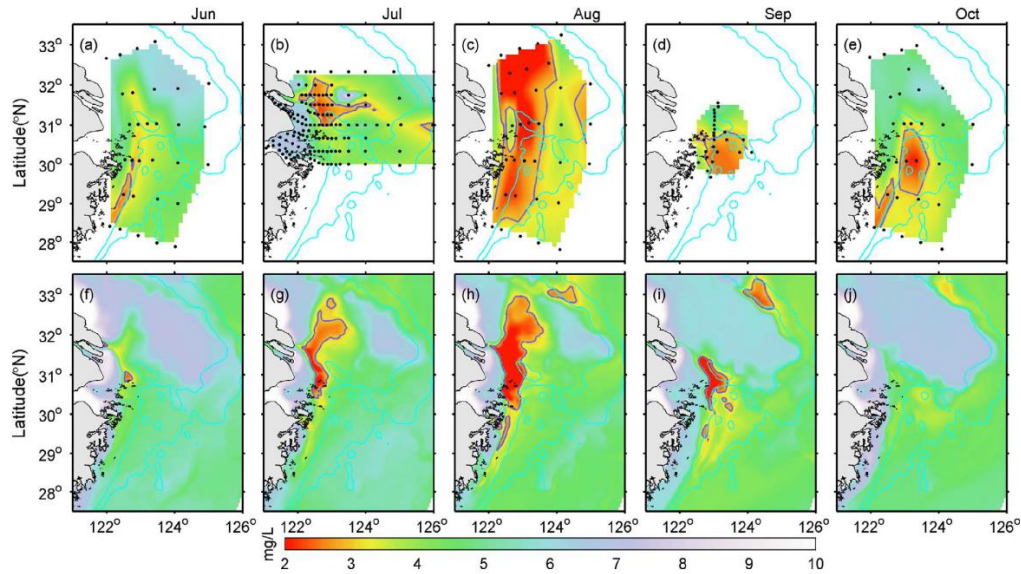 Jun Jul Aug Sep Oct
(a) (b) (c) (d) (e)
33°
32°
31°
30°
29°
28°
Latitude(°N)
(f) (g) (h) (i) (j)
33°
32°
31°
30°
29°
28°
Latitude(°N)
122° 124° 126° 122° 124° 126° 122° 124° 126° 122° 124° 126° 122° 124° 126°
mg/L
2 3 4 5 6 7 8 9 10